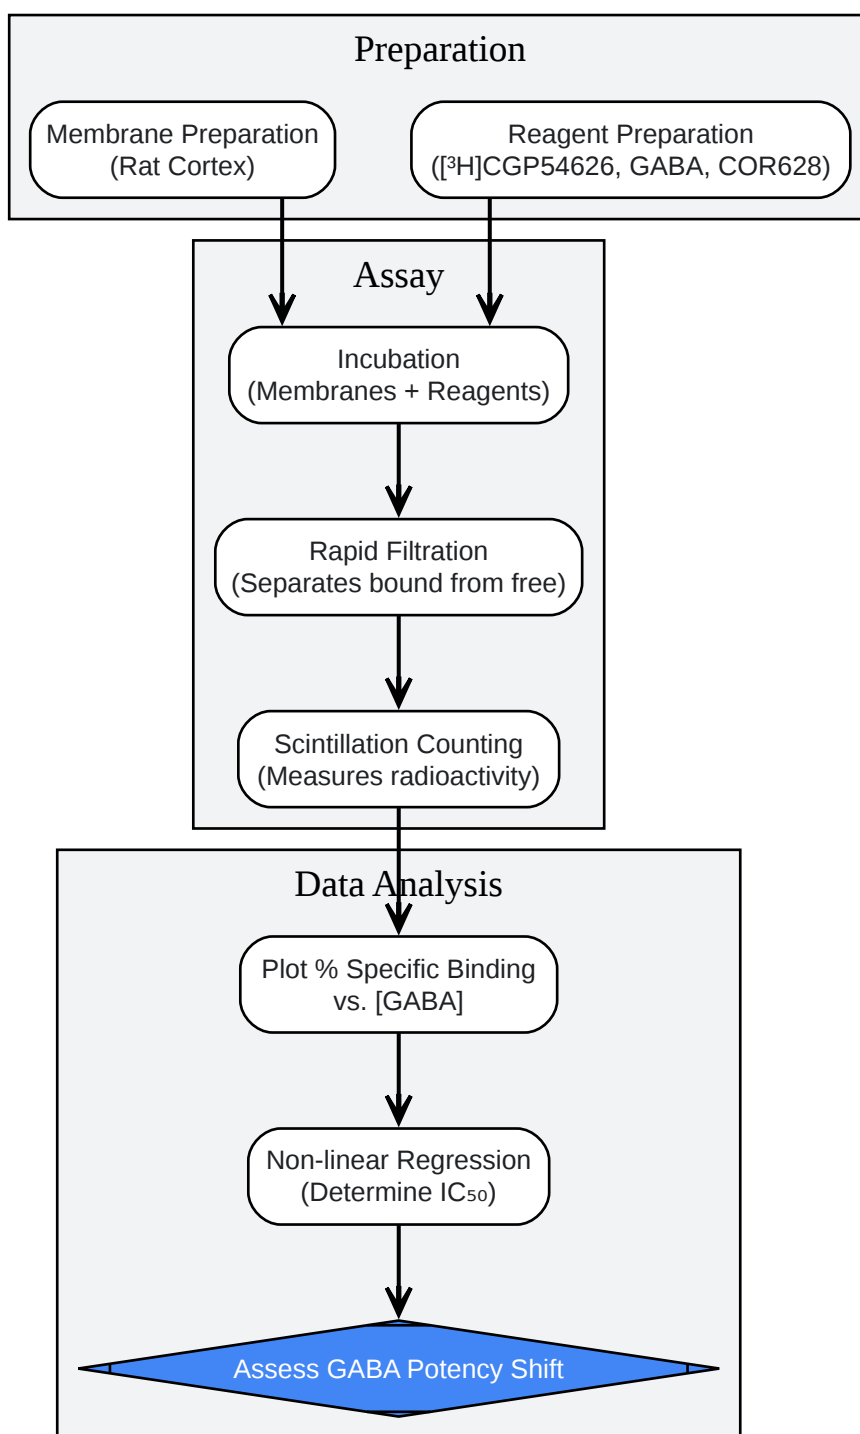 Preparation
Membrane Preparation
(Rat Cortex)
Reagent Preparation
([³H]CGP54626, GABA, COR628)
Assay
Incubation
(Membranes + Reagents)
Rapid Filtration
(Separates bound from free)
Scintillation Counting
(Measures radioactivity)
Data Analysis
Plot % Specific Binding
vs. [GABA]
Non-linear Regression
(Determine IC₅₀)
Assess GABA Potency Shift